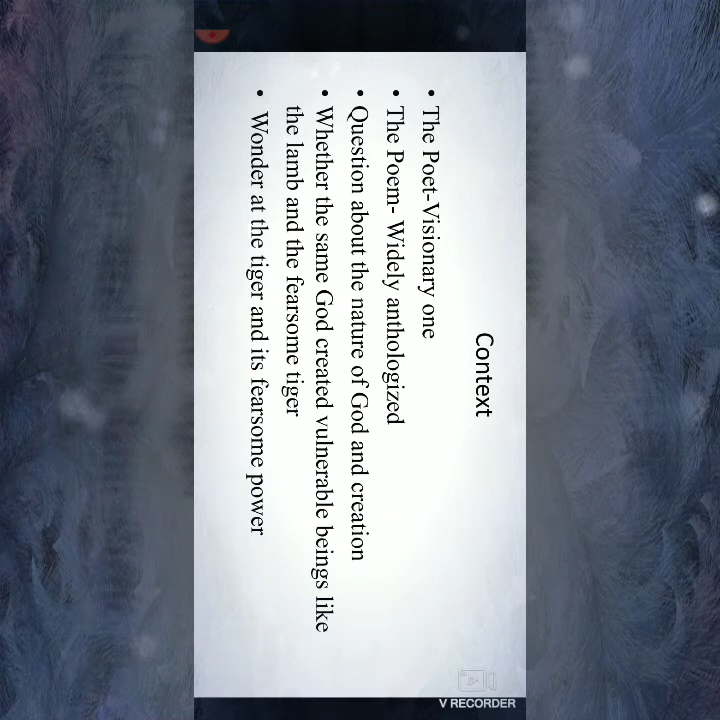 Context
• The Poet-Visionary one
• The Poem- Widely anthologized
• Question about the nature of God and creation
• Whether the same God created vulnerable beings like
the lamb and the fearsome tiger
• Wonder at the tiger and its fearsome power
V RECORDER